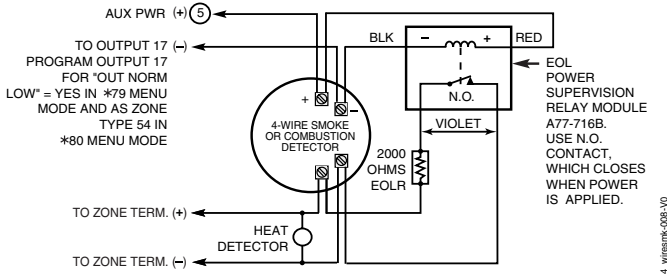 AUX PWR (+) 5
TO OUTPUT 17 (–)
PROGRAM OUTPUT 17
FOR "OUT NORM
LOW" = YES IN *79 MENU
MODE AND AS ZONE
TYPE 54 IN
*80 MENU MODE
+ –
4-WIRE SMOKE
OR COMBUSTION
DETECTOR
BLK – + RED
N.O.
VIOLET
2000
OHMS
EOLR
EOL
POWER
SUPERVISION
RELAY MODULE
A77-716B.
USE N.O.
CONTACT,
WHICH CLOSES
WHEN POWER
IS APPLIED.
TO ZONE TERM. (+)
HEAT
DETECTOR
TO ZONE TERM. (–)
4_wiresmk-008-V0